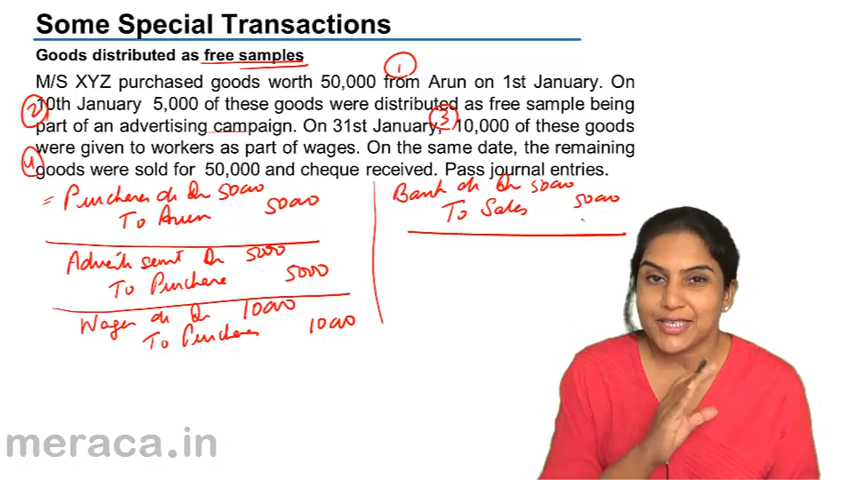 Some Special Transactions
Goods distributed as free samples
M/S XYZ purchased goods worth 50,000 from Arun on 1st January. On
10th January 5,000 of these goods were distributed as free sample being
part of an advertising campaign. On 31st January, 10,000 of these goods
were given to workers as part of wages. On the same date, the remaining
goods were sold for 50,000 and cheque received. Pass journal entries.
1
2
3
4
Purchases Dr 50000
To Arun 50000
Dr 5000
To Purchase 5000
Wages Dr 10000
To Purchases 10000
Bank Dr 50000
To Sales 50000
meraca.in